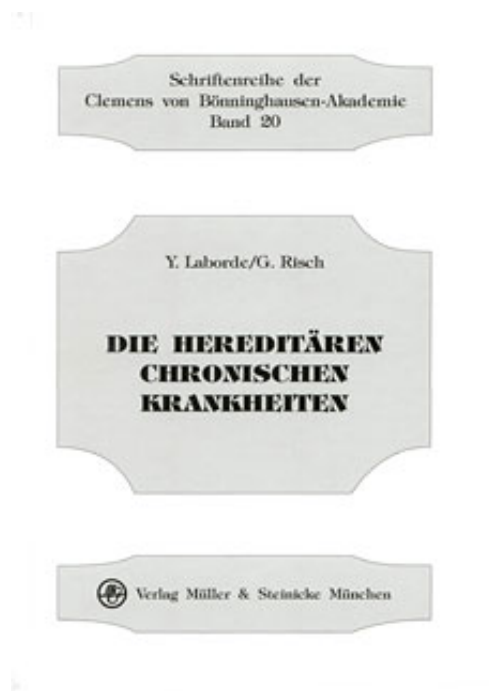 Schriftenreihe der
Clemens von Bönninghausen-Akademie
Band 20
Y. Laborde/G. Risch
DIE HEREDITÄREN
CHRONISCHEN
KRANKHEITEN
Verlag Müller & Steinicke München